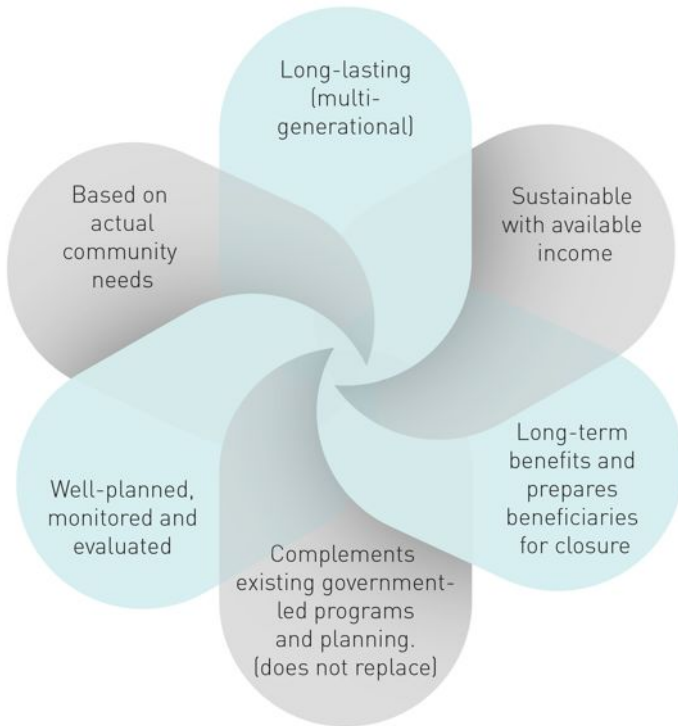 Long-lasting
(multi-
generational)
Sustainable
with available
income
Long-term
benefits and
prepares
beneficiaries
for closure
Complements
existing government-
led programs
and planning.
(does not replace)
Well-planned,
monitored and
evaluated
Based on
actual
community
needs